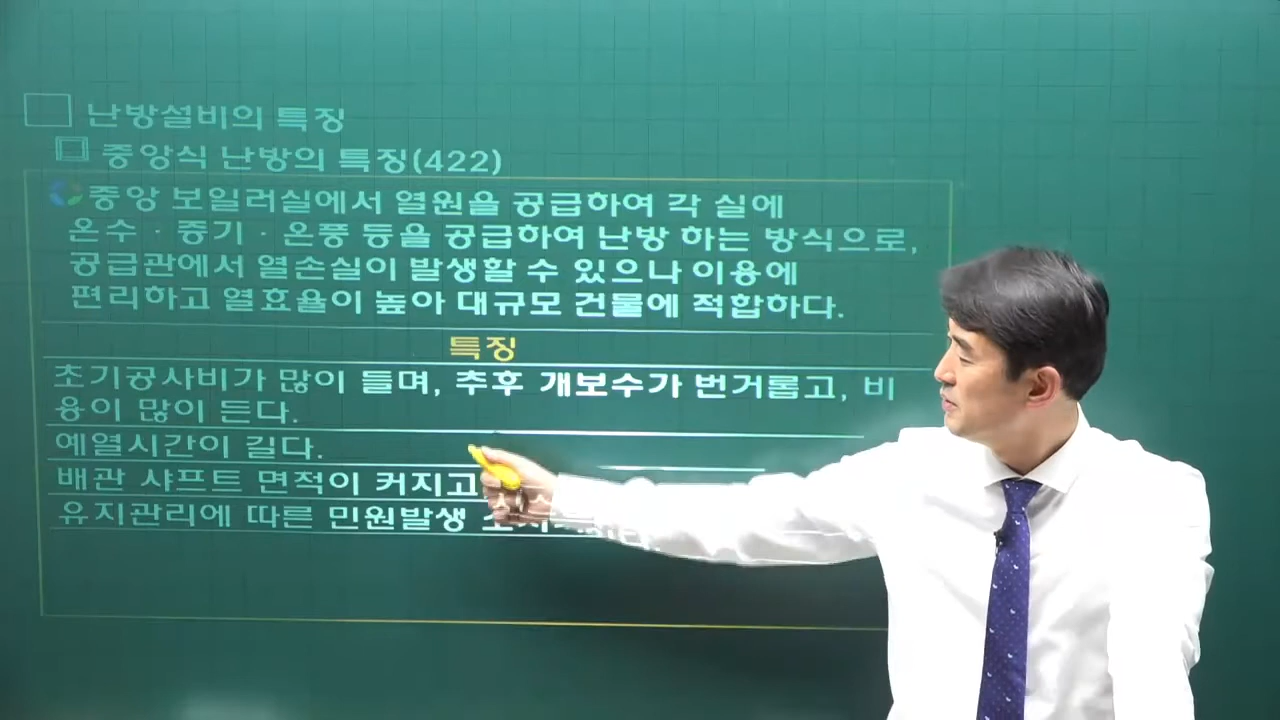 난방설비의 특징
중앙식 난방의 특징(422)
중앙 보일러실에서 열원을 공급하여 각 실에
온수 · 증기 · 온풍 등을 공급하여 난방 하는 방식으로,
공급관에서 열손실이 발생할 수 있으나 이용에
편리하고 열효율이 높아 대규모 건물에 적합하다.
특징
초기공사비가 많이 들며, 추후 개보수가 번거롭고, 비
용이 많이 든다.
예열시간이 길다.
배관 샤프트 면적이 커지고
유지관리에 따른 민원발생